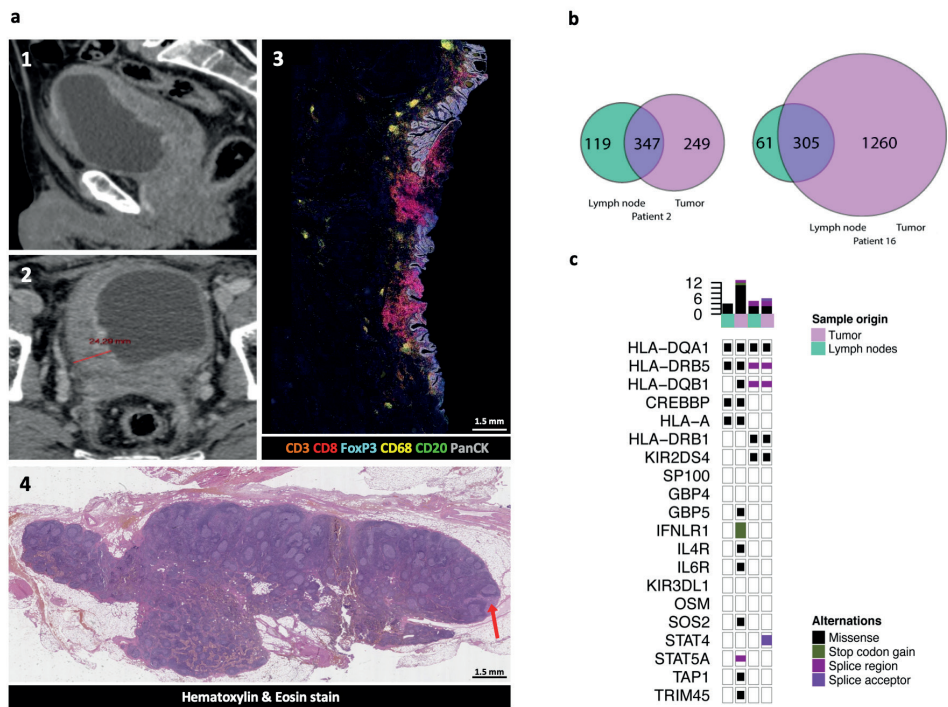 a
1
2
24.29 mm
3
1.5 mm
CD3 CD8 FoxP3 CD68 CD20 PanCK
4
1.5 mm
Hematoxylin & Eosin stain
b
119 347 249
Lymph node Tumor
Patient 2
61 305 1260
Lymph node Tumor
Patient 16
c
12
6
0
Sample origin
Tumor
Lymph nodes
HLA-DQA1
HLA-DRB5
HLA-DQB1
CREBBP
HLA-A
HLA-DRB1
KIR2DS4
SP100
GBP4
GBP5
IFNLR1
IL4R
IL6R
KIR3DL1
OSM
SOS2
STAT4
STAT5A
TAP1
TRIM45
Alternations
Missense
Stop codon gain
Splice region
Splice acceptor